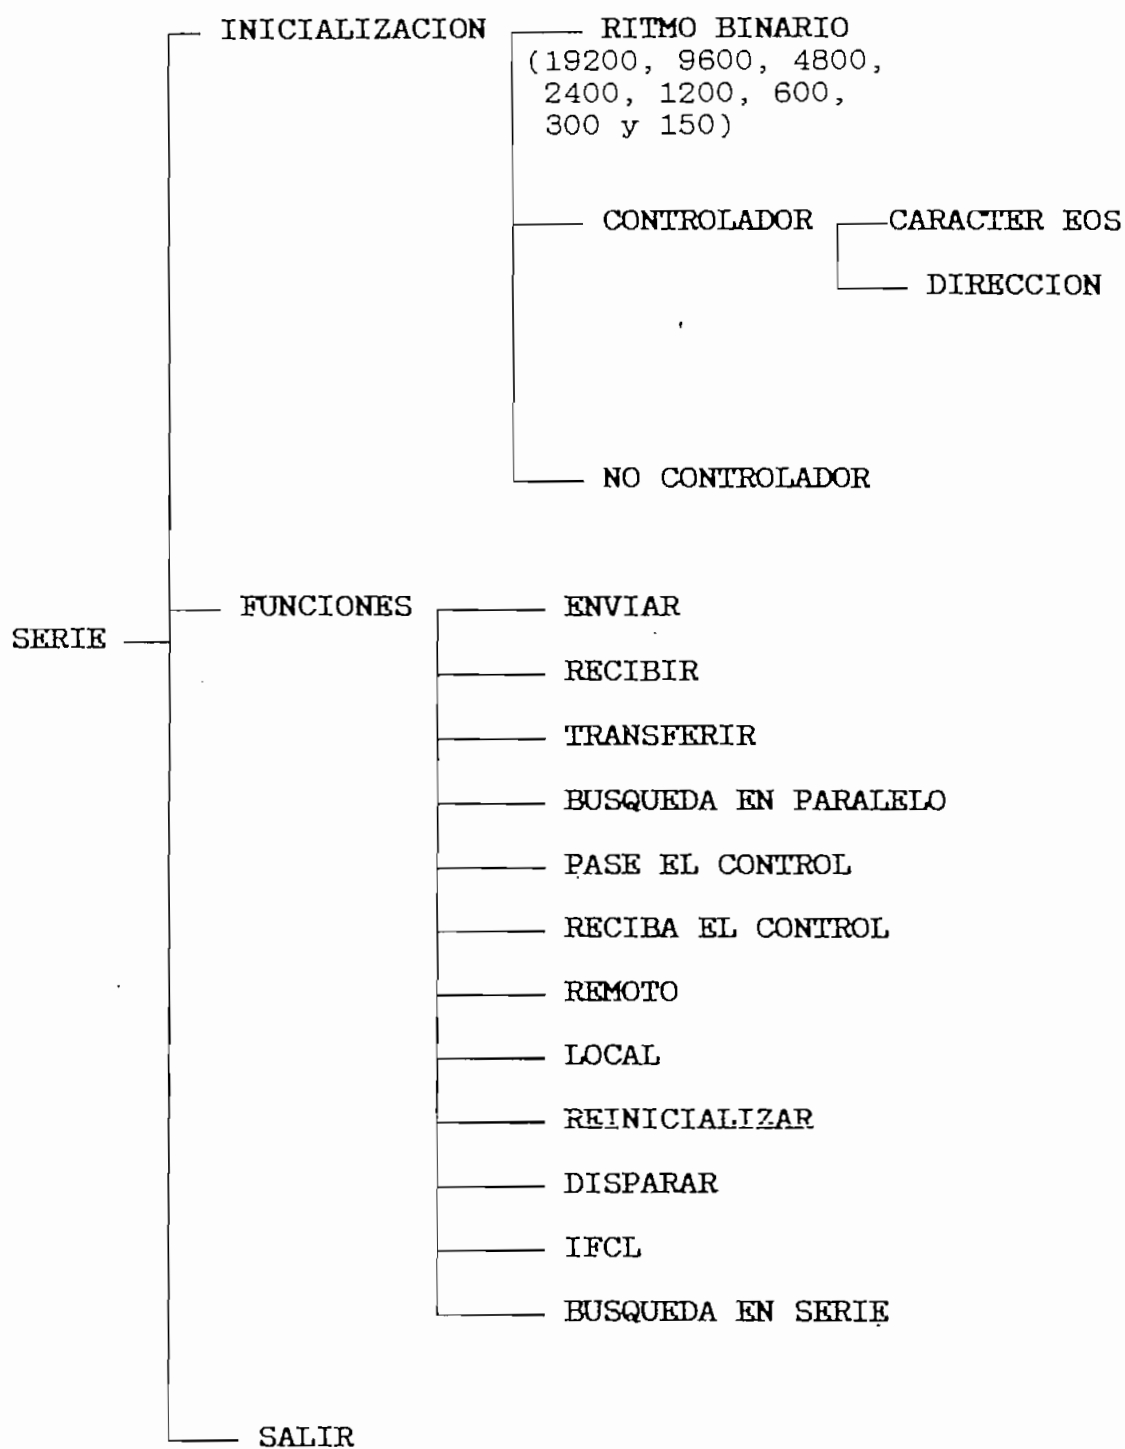 INICIALIZACION
RITMO BINARIO
(19200, 9600, 4800,
2400, 1200, 600,
300 y 150)
CONTROLADOR
CARACTER EOS
DIRECCION
NO CONTROLADOR
SERIE
FUNCIONES
ENVIAR
RECIBIR
TRANSFERIR
BUSQUEDA EN PARALELO
PASE EL CONTROL
RECIBA EL CONTROL
REMOTO
LOCAL
REINICIALIZAR
DISPARAR
IFCL
BUSQUEDA EN SERIE
SALIR